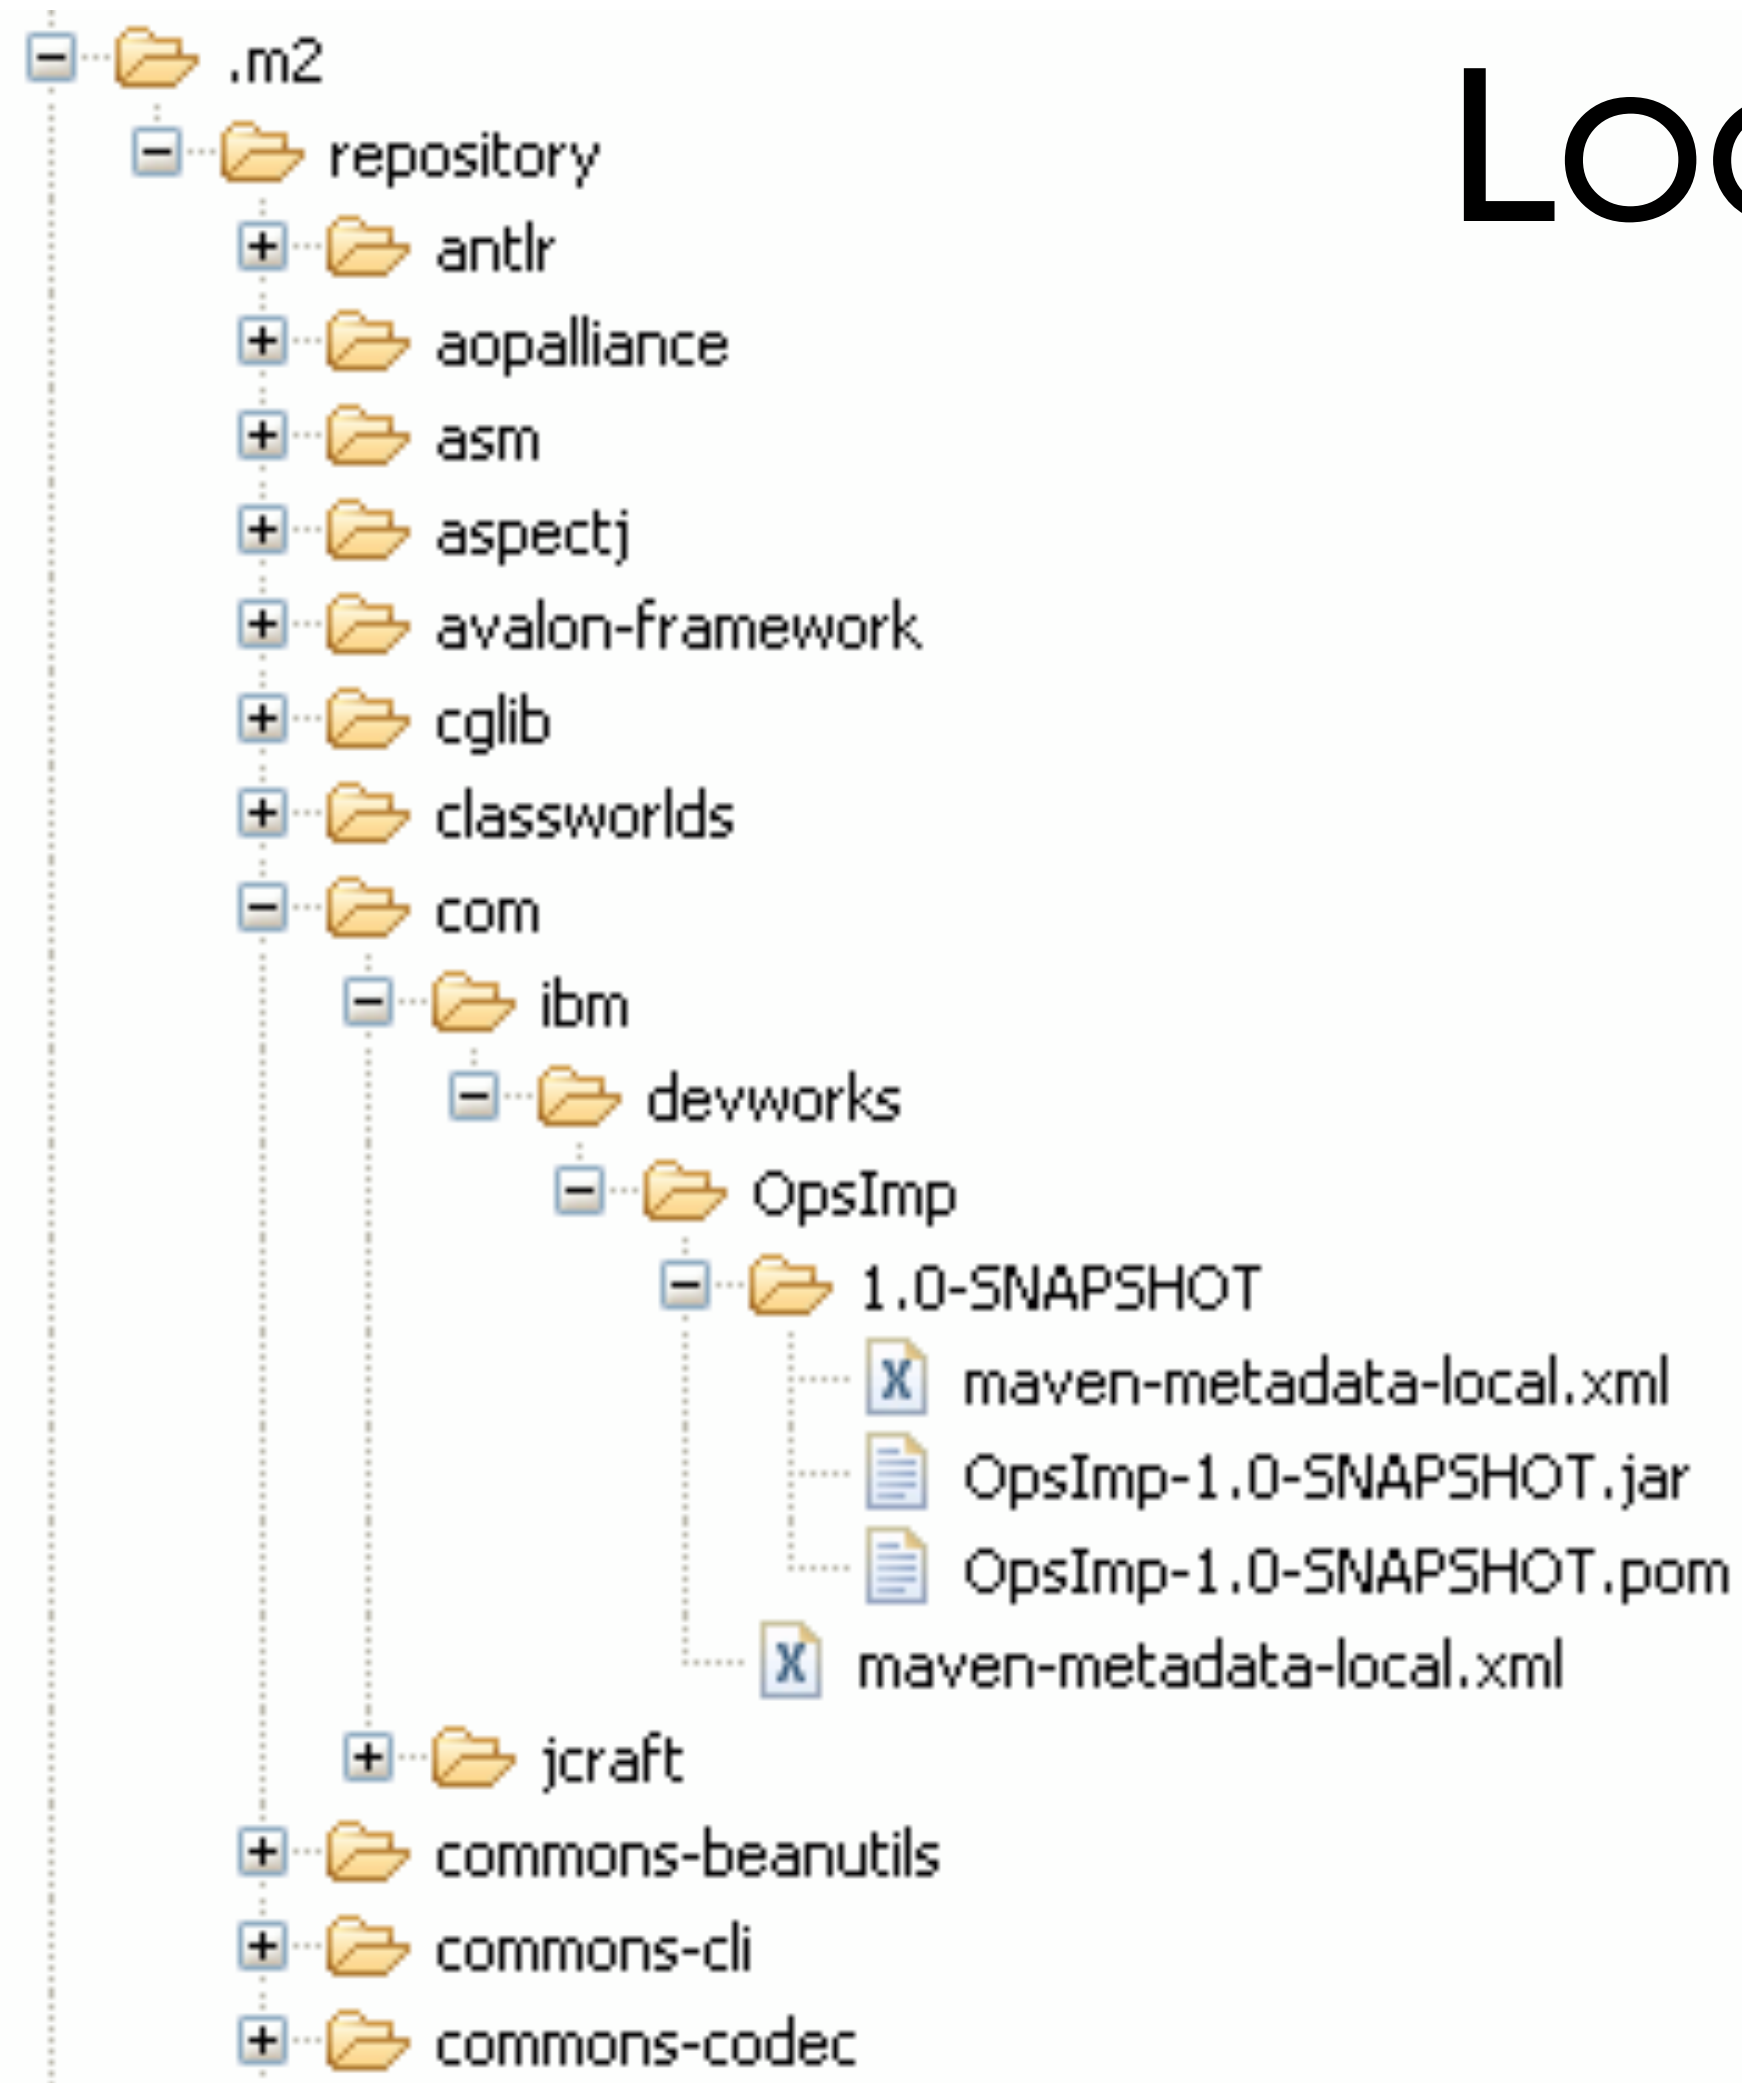 .m2
repository
antlr
aopalliance
asm
aspectj
avalon-framework
cglib
classworlds
com
ibm
devworks
OpsImp
1.0-SNAPSHOT
maven-metadata-local.xml
OpsImp-1.0-SNAPSHOT.jar
OpsImp-1.0-SNAPSHOT.pom
maven-metadata-local.xml
jcraft
commons-beanutils
commons-cli
commons-codec